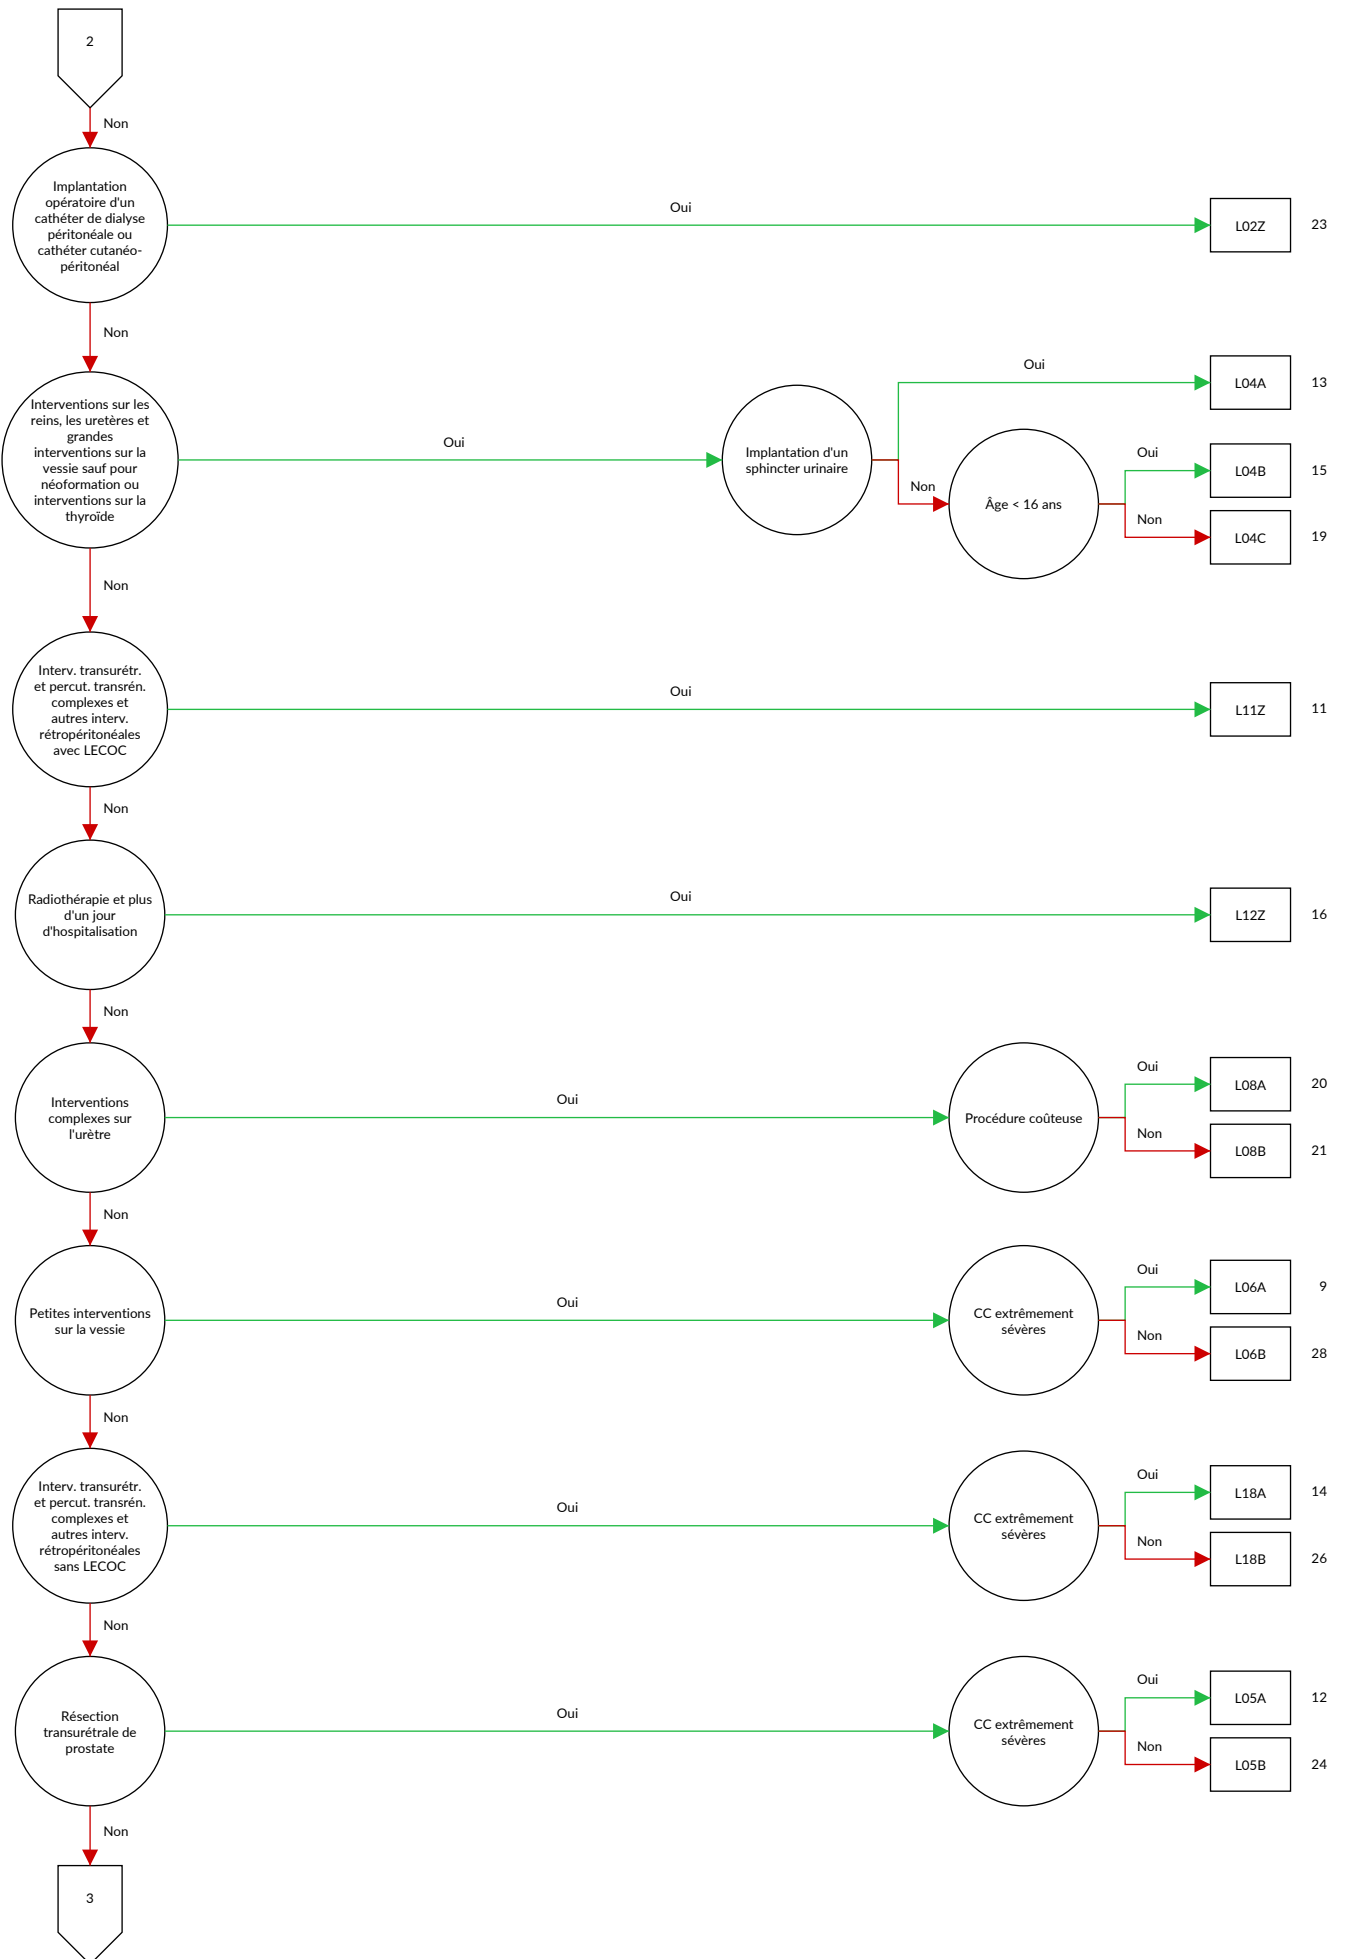 2
Non
Implantation
opératoire d'un
cathéter de dialyse
péritonéale ou
cathéter cutanéo-
péritonéal
Oui
L02Z
23
Non
Interventions sur les
reins, les uretères et
grandes
interventions sur la
vessie sauf pour
néoformation ou
interventions sur la
thyroïde
Oui
Implantation d'un
sphincter urinaire
Oui
L04A
13
Non
Âge < 16 ans
Oui
L04B
15
Non
L04C
19
Non
Interv. transurétr.
et percut. transrén.
complexes et
autres interv.
rétropéritonéales
avec LECOC
Oui
L11Z
11
Non
Radiothérapie et plus
d'un jour
d'hospitalisation
Oui
L12Z
16
Non
Interventions
complexes sur
l'urètre
Oui
Procédure coûteuse
Oui
L08A
20
Non
L08B
21
Non
Petites interventions
sur la vessie
Oui
CC extrêmement
sévères
Oui
L06A
9
Non
L06B
28
Non
Interv. transurétr.
et percut. transrén.
complexes et
autres interv.
rétropéritonéales
sans LECOC
Oui
CC extrêmement
sévères
Oui
L18A
14
Non
L18B
26
Non
Résection
transurétrale de
prostate
Oui
CC extrêmement
sévères
Oui
L05A
12
Non
L05B
24
Non
3